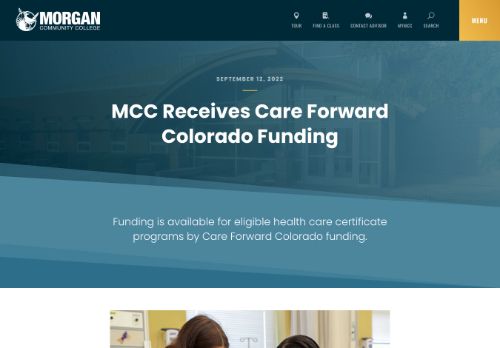 MORGAN
COMMUNITY COLLEGE
TOUR
FIND A CLASS
CONTACT ADVISOR
MYMCC
SEARCH
MENU
SEPTEMBER 12, 2022
MCC Receives Care Forward
Colorado Funding
Funding is available for eligible health care certificate
programs by Care Forward Colorado funding.